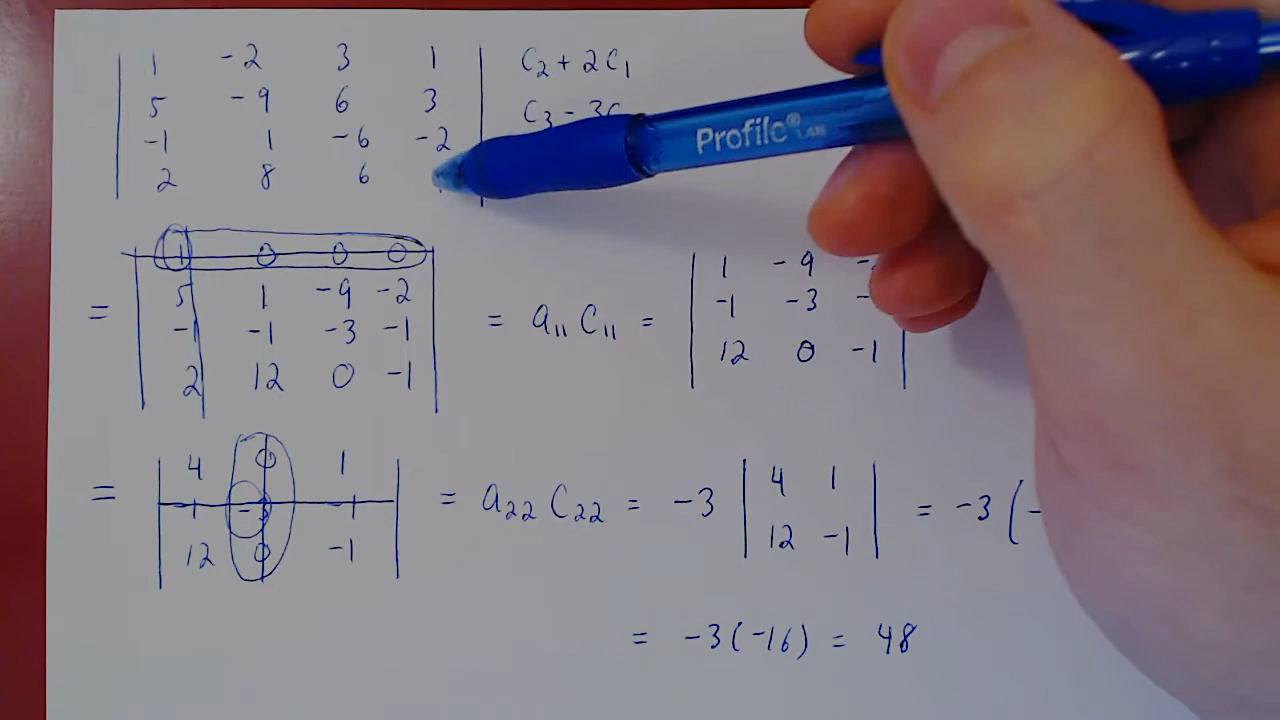 | 1 -2 3 1 | C₂ + 2C₁
| 5 -9 6 3 | C₃ - 3C
| -1 1 -6 -2 |
| 2 8 6
Profile®
= | 1 0 0 0 |
| 5 1 -9 -2 |
| -1 -1 -3 -1 |
| 2 12 0 -1 |
= a₁₁ C₁₁ =
| 1 -9
| -1 -3
| 12 0 -1 |
= | 4 0 1 |
| -1 -3 -1 |
| 12 0 -1 |
= a₂₂ C₂₂ = -3
| 4 1 |
| 12 -1 |
= -3 (-
= -3(-16) = 48